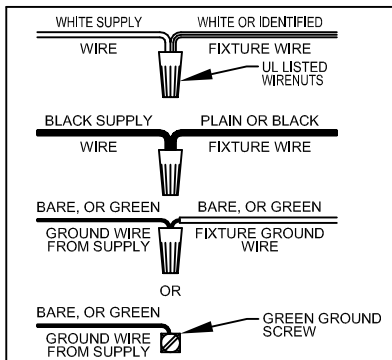 WHITE SUPPLY WHITE OR IDENTIFIED
WIRE FIXTURE WIRE
UL LISTED
WIRENUTS
BLACK SUPPLY PLAIN OR BLACK
WIRE FIXTURE WIRE
BARE, OR GREEN BARE, OR GREEN
GROUND WIRE FIXTURE GROUND
FROM SUPPLY WIRE
OR
BARE, OR GREEN GREEN GROUND
SCREW
GROUND WIRE
FROM SUPPLY